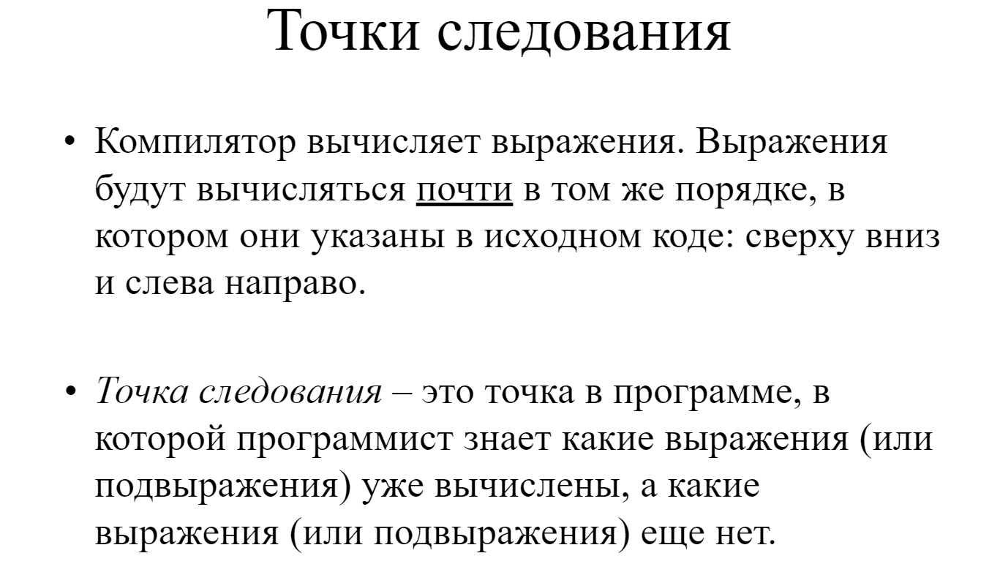 Точки следования
• Компилятор вычисляет выражения. Выражения
будут вычисляться почти в том же порядке, в
котором они указаны в исходном коде: сверху вниз
и слева направо.
• Точка следования – это точка в программе, в
которой программист знает какие выражения (или
подвыражения) уже вычислены, а какие
выражения (или подвыражения) еще нет.